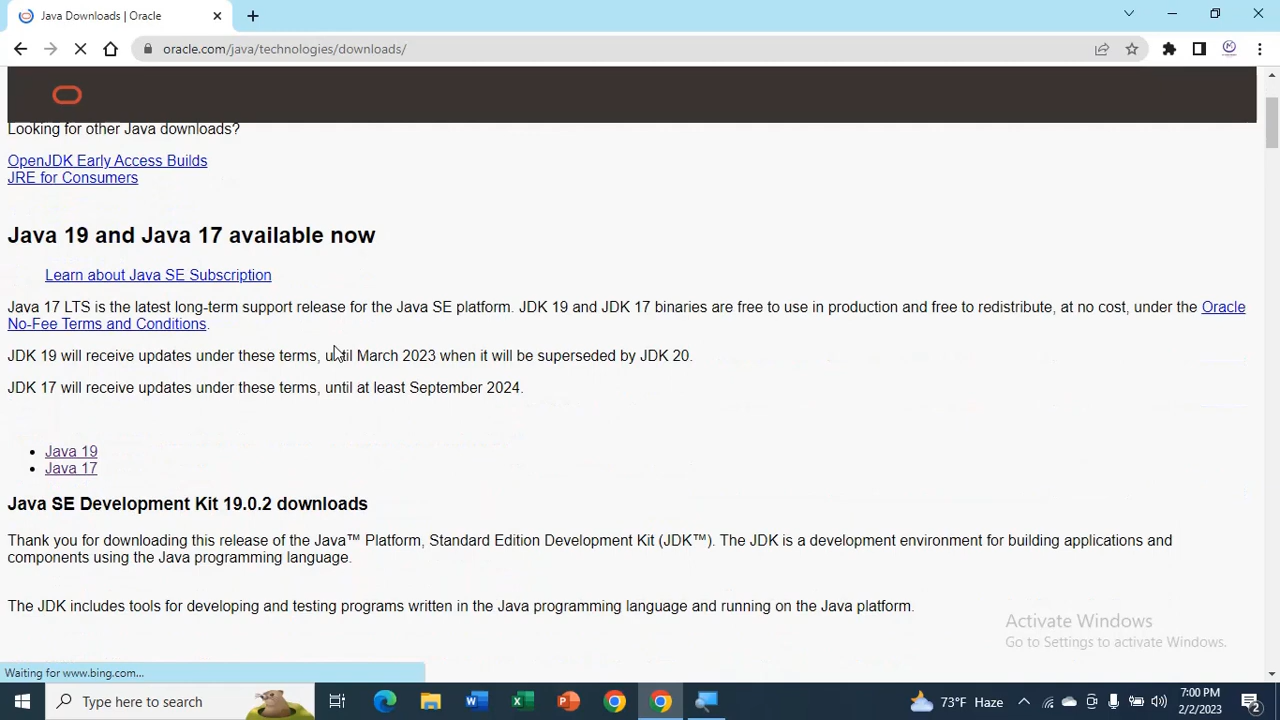 Java Downloads | Oracle
oracle.com/java/technologies/downloads/
Looking for other Java downloads?
OpenJDK Early Access Builds
JRE for Consumers
Java 19 and Java 17 available now
Learn about Java SE Subscription
Java 17 LTS is the latest long-term support release for the Java SE platform. JDK 19 and JDK 17 binaries are free to use in production and free to redistribute, at no cost, under the Oracle
No-Fee Terms and Conditions.
JDK 19 will receive updates under these terms, until March 2023 when it will be superseded by JDK 20.
JDK 17 will receive updates under these terms, until at least September 2024.
• Java 19
• Java 17
Java SE Development Kit 19.0.2 downloads
Thank you for downloading this release of the Java™ Platform, Standard Edition Development Kit (JDK™). The JDK is a development environment for building applications and
components using the Java programming language.
The JDK includes tools for developing and testing programs written in the Java programming language and running on the Java platform.
Activate Windows
Go to Settings to activate Windows.
Waiting for www.bing.com...
Type here to search
73°F Haze
7:00 PM
2/2/2023
2